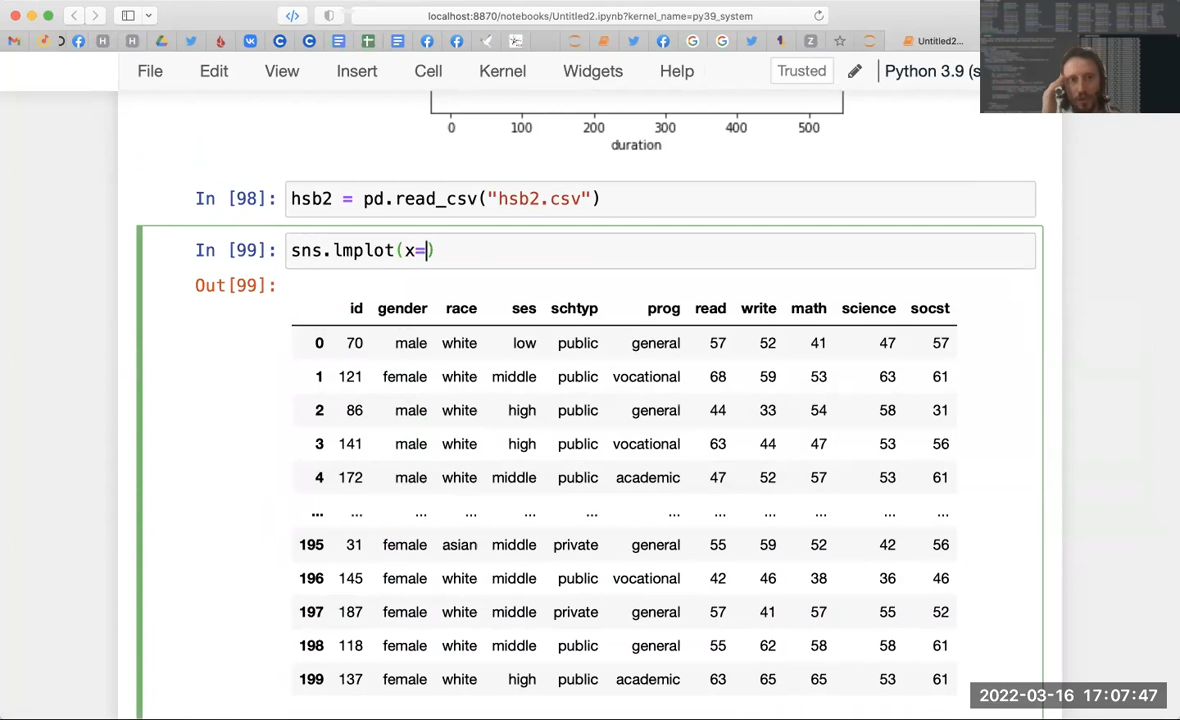 localhost:8870/notebooks/Untitled2.ipynb?kernel_name=py39_system
Untitled2...
File Edit View Insert Cell Kernel Widgets Help Trusted Python 3.9 (s
0 100 200 300 400 500
duration
In [98]: hsb2 = pd.read_csv("hsb2.csv")
In [99]: sns.lmplot(x=)
Out[99]:
id gender race ses schtyp prog read write math science socst
0 70 male white low public general 57 52 41 47 57
1 121 female white middle public vocational 68 59 53 63 61
2 86 male white high public general 44 33 54 58 31
3 141 male white high public vocational 63 44 47 53 56
4 172 male white middle public academic 47 52 57 53 61
... ... ... ... ... ... ... ... ... ... ... ...
195 31 female asian middle private general 55 59 52 42 56
196 145 female white middle public vocational 42 46 38 36 46
197 187 female white middle private general 57 41 57 55 52
198 118 female white middle public general 55 62 58 58 61
199 137 female white high public academic 63 65 65 53 61
2022-03-16 17:07:47